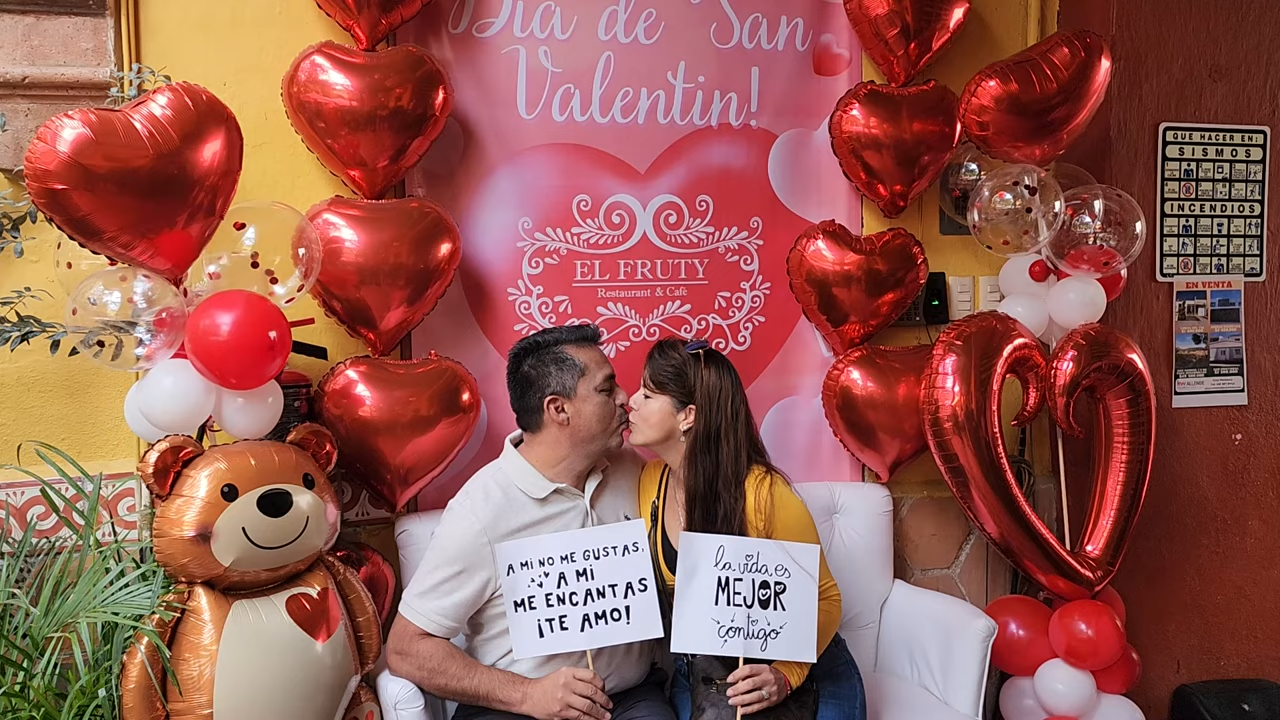 Día de San
Valentin!
EL FRUTY
Restaurant & Café
A MI NO ME GUSTAS,
A MI
ME ENCANTAS
¡TE AMO!
la vida es
MEJOR
contigo
QUE HACER EN:
SISMOS
INCENDIOS
EN VENTA
ALLENDE